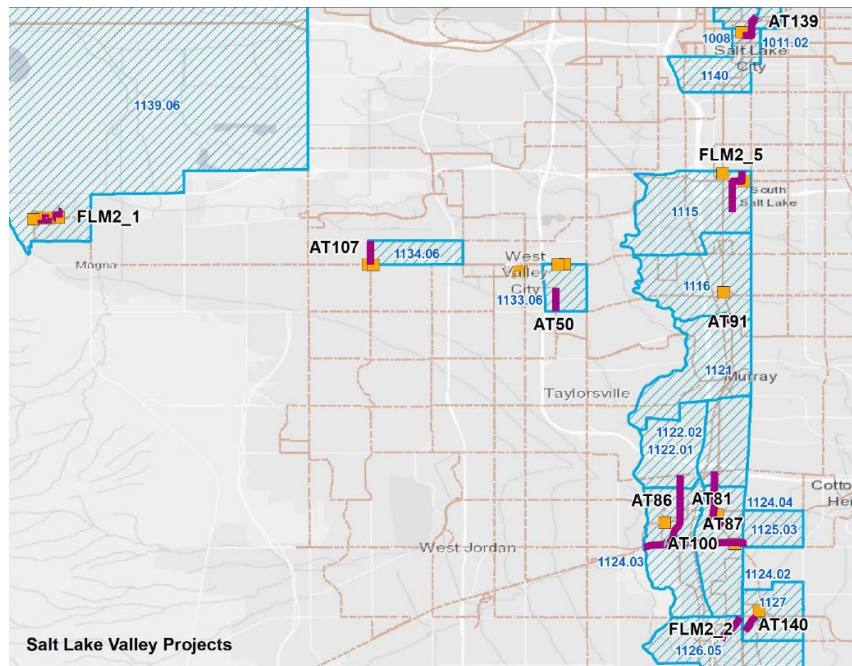 AT139
1008
Salt Lake
City
1011.02
1140
1139.06
FLM2_5
South
Salt Lake
FLM2_1
1115
AT107
1134.06
Magna
West
Valley
City
1133.06
1116
AT50
AT91
1121
Murray
Taylorsville
1122.02
1122.01
Cotto
He
AT86
AT81
1124.04
AT87
1125.03
AT100
West Jordan
1124.03
1124.02
1127
FLM2_2
AT140
1126.05
Salt Lake Valley Projects